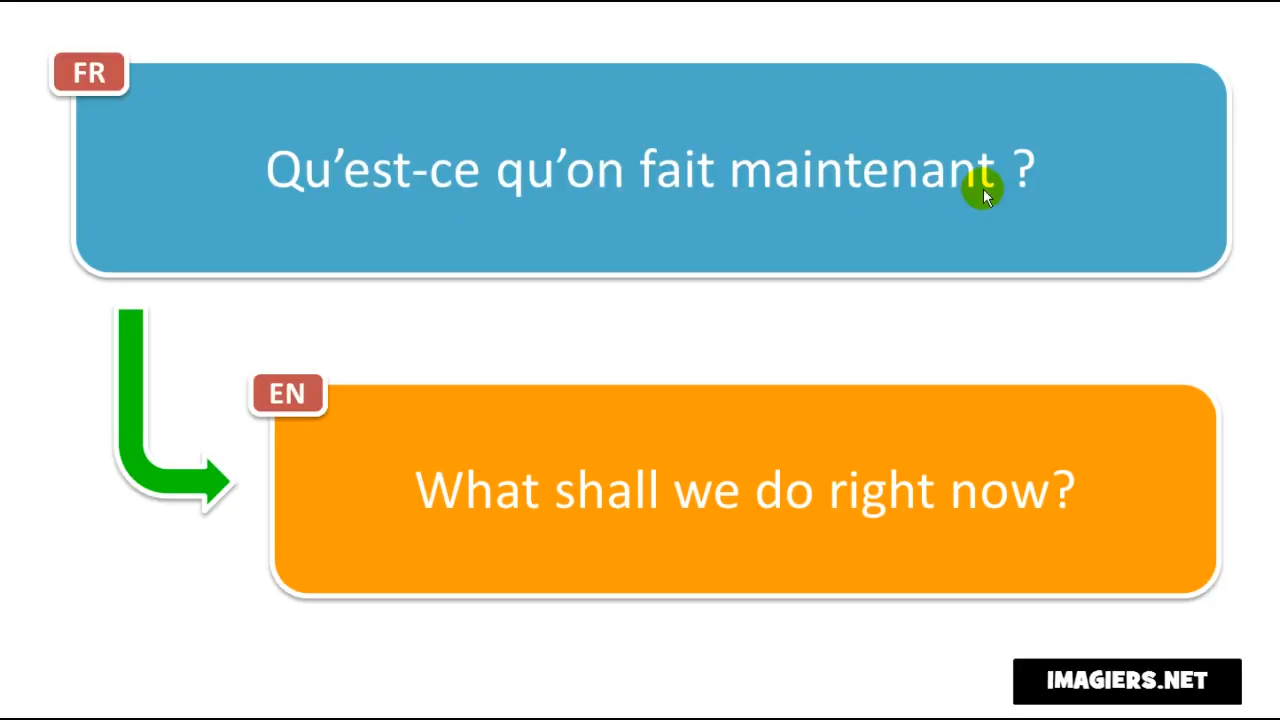 FR
Qu’est-ce qu’on fait maintenant ?
EN
What shall we do right now?
IMAGIERS.NET